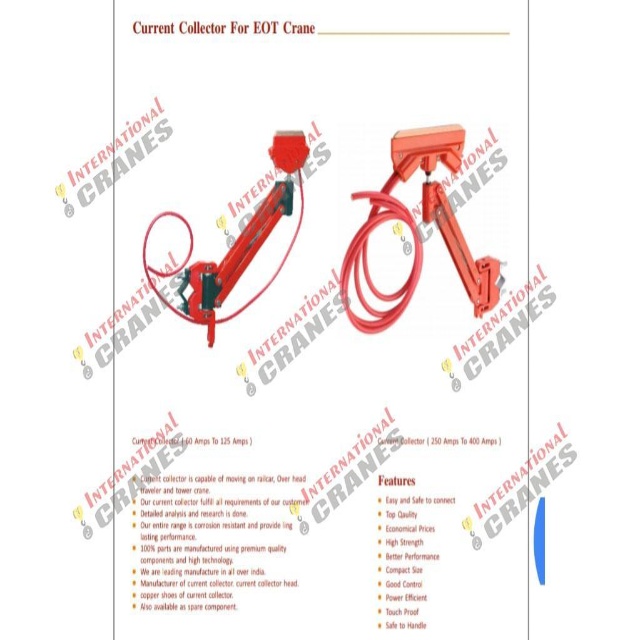 Current Collector For EOT Crane
INTERNATIONAL
CRANES
INTERNATIONAL
CRANES
INTERNATIONAL
CRANES
INTERNATIONAL
CRANES
INTERNATIONAL
CRANES
INTERNATIONAL
CRANES
Current Collector ( 60 Amps To 125 Amps )
Current Collector ( 250 Amps To 400 Amps )
INTERNATIONAL
CRANES
INTERNATIONAL
CRANES
INTERNATIONAL
CRANES
Current collector is capable of moving on railcar, Over head
traveler and tower crane.
Our current collector fulfill all requirements of our customer
Detailed analysis and research is done.
Our entire range is corrosion resistant and provide ling
lasting performance.
100% parts are manufactured using premium quality
components and high technology.
We are leading manufacture in all over india.
Manufacturer of current collector. current collector head.
copper shoes of current collector.
Also available as spare component.
Features
Easy and Safe to connect
Top Qaulity
Economical Prices
High Strength
Better Performance
Compact Size
Good Control
Power Efficient
Touch Proof
Safe to Handle